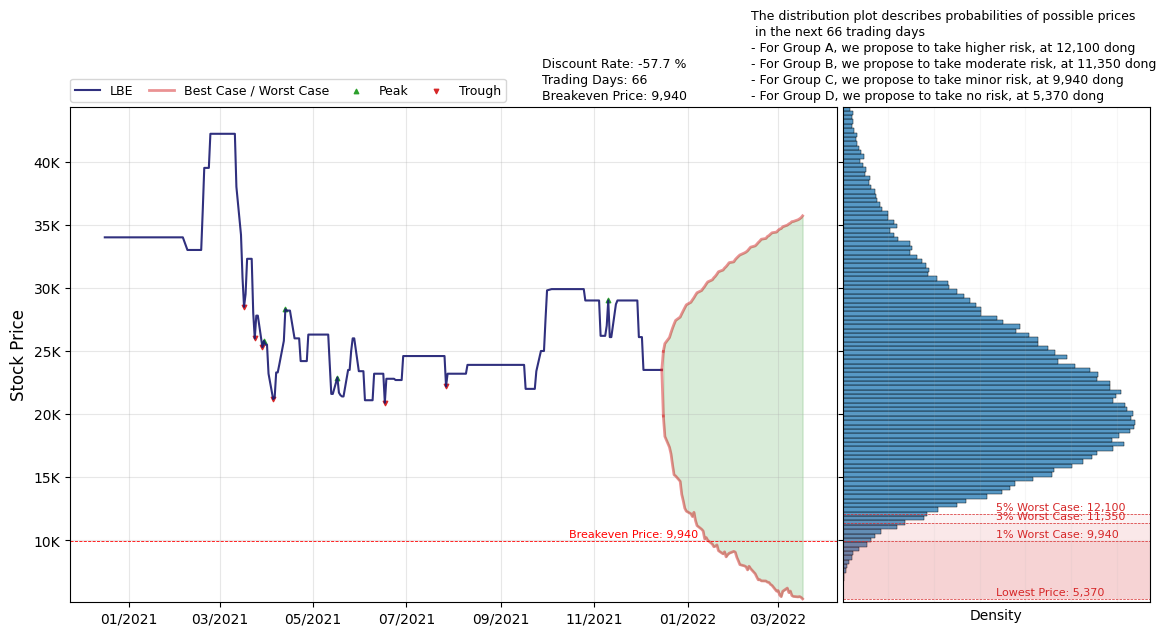 The distribution plot describes probabilities of possible prices
in the next 66 trading days
- For Group A, we propose to take higher risk, at 12,100 dong
- For Group B, we propose to take moderate risk, at 11,350 dong
- For Group C, we propose to take minor risk, at 9,940 dong
- For Group D, we propose to take no risk, at 5,370 dong
Discount Rate: -57.7 %
Trading Days: 66
Breakeven Price: 9,940
LBE
Best Case / Worst Case
Peak
Trough
Stock Price
40K
35K
30K
25K
20K
15K
10K
Breakeven Price: 9,940
5% Worst Case: 12,100
3% Worst Case: 11,350
1% Worst Case: 9,940
Lowest Price: 5,370
01/2021
03/2021
05/2021
07/2021
09/2021
11/2021
01/2022
03/2022
Density